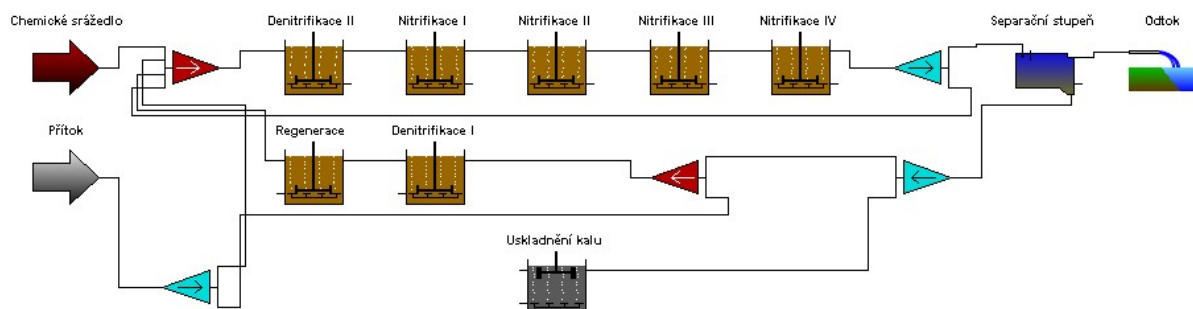 Chemické srážedlo
Denitrifikace II
Nitrifikace I
Nitrifikace II
Nitrifikace III
Nitrifikace IV
Separační stupeň
Odtok
Přítok
Regenerace
Denitrifikace I
Uskladnění kalu